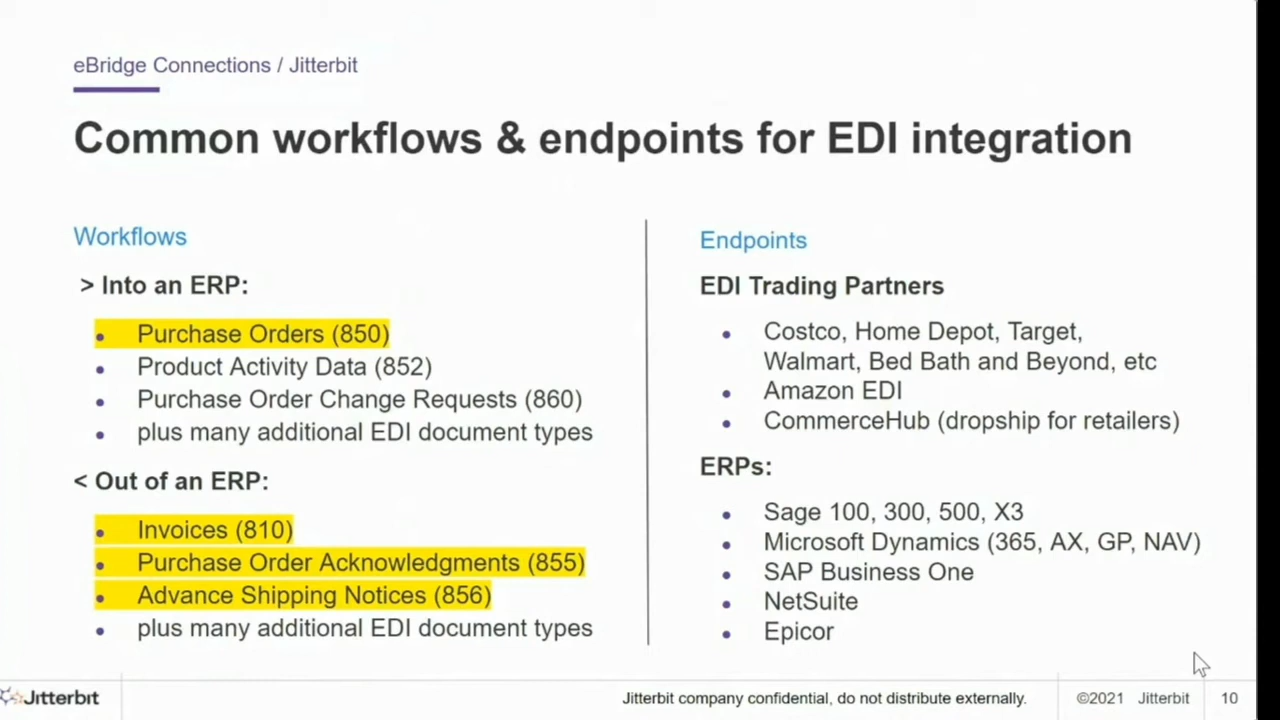 eBridge Connections / Jitterbit
Common workflows & endpoints for EDI integration
Workflows
> Into an ERP:
• Purchase Orders (850)
• Product Activity Data (852)
• Purchase Order Change Requests (860)
• plus many additional EDI document types
< Out of an ERP:
• Invoices (810)
• Purchase Order Acknowledgments (855)
• Advance Shipping Notices (856)
• plus many additional EDI document types
Endpoints
EDI Trading Partners
• Costco, Home Depot, Target,
Walmart, Bed Bath and Beyond, etc
• Amazon EDI
• CommerceHub (dropship for retailers)
ERPs:
• Sage 100, 300, 500, X3
• Microsoft Dynamics (365, AX, GP, NAV)
• SAP Business One
• NetSuite
• Epicor
Jitterbit
Jitterbit company confidential, do not distribute externally.
©2021 Jitterbit
10